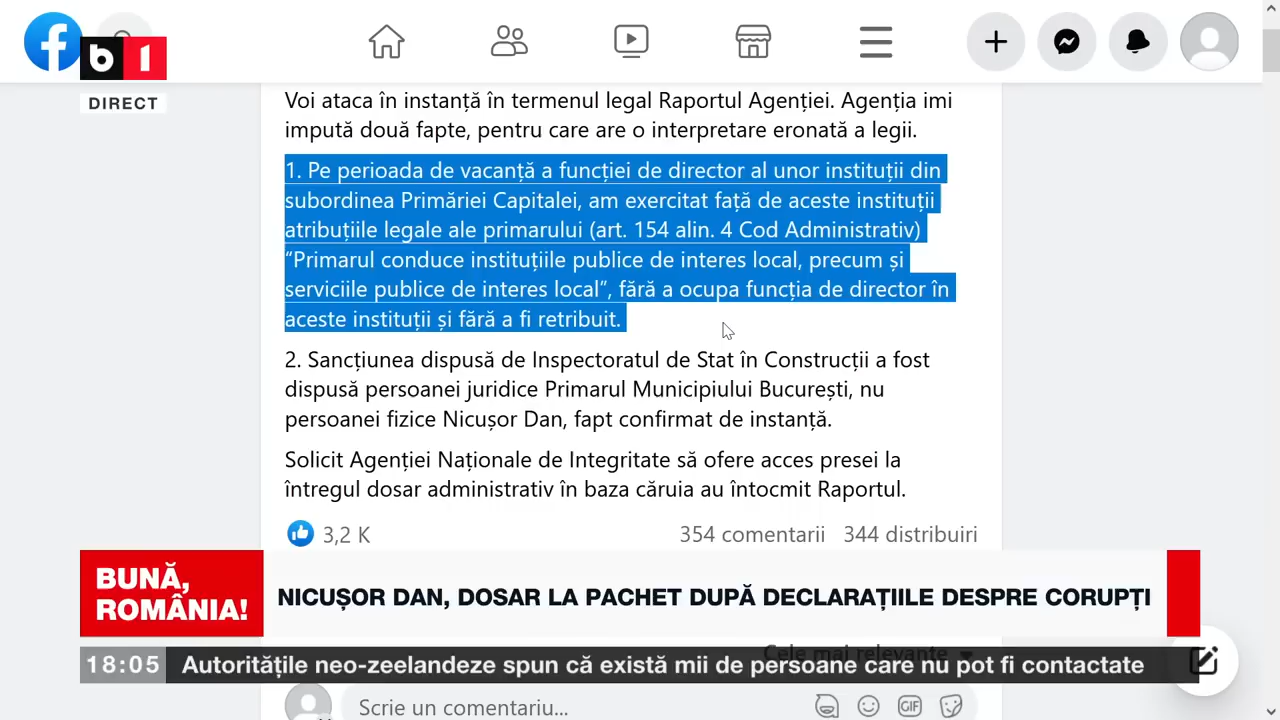 b1
DIRECT
Voi ataca în instanță în termenul legal Raportul Agenției. Agenția imi
impută două fapte, pentru care are o interpretare eronată a legii.
1. Pe perioada de vacanță a funcției de director al unor instituții din
subordinea Primăriei Capitalei, am exercitat față de aceste instituții
atribuțiile legale ale primarului (art. 154 alin. 4 Cod Administrativ)
“Primarul conduce instituțiile publice de interes local, precum și
serviciile publice de interes local”, fără a ocupa funcția de director în
aceste instituții și fără a fi retribuit.
2. Sancțiunea dispusă de Inspectoratul de Stat în Construcții a fost
dispusă persoanei juridice Primarul Municipiului București, nu
persoanei fizice Nicușor Dan, fapt confirmat de instanță.
Solicit Agenției Naționale de Integritate să ofere acces presei la
întregul dosar administrativ în baza căruia au întocmit Raportul.
3,2 K 354 comentarii 344 distribuiri
BUNĂ,
ROMÂNIA!
NICUȘOR DAN, DOSAR LA PACHET DUPĂ DECLARAȚIILE DESPRE CORUPȚI
Cele mai relevante
18:05 Autoritățile neo-zeelandeze spun că există mii de persoane care nu pot fi contactate
Scrie un comentariu...
GIF